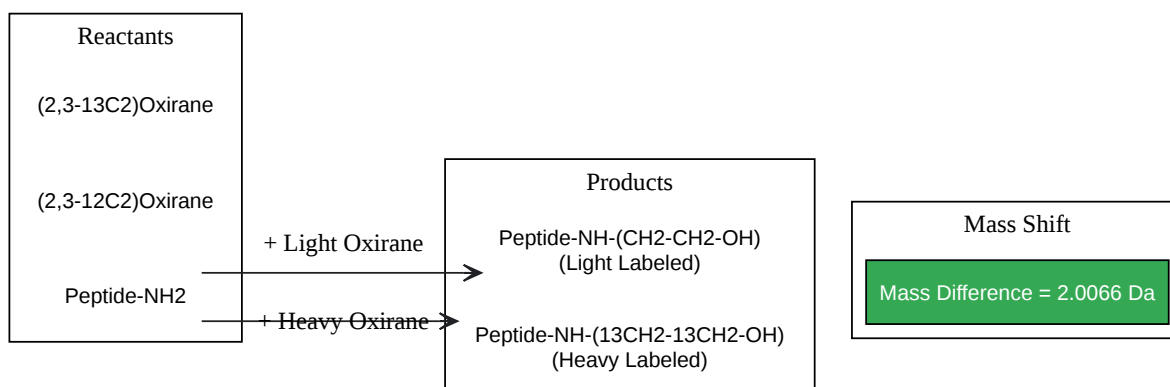 Reactants
(2,3-13C2)Oxirane
(2,3-12C2)Oxirane
Peptide-NH2
+ Light Oxirane
+ Heavy Oxirane
Products
Peptide-NH-(CH2-CH2-OH)
(Light Labeled)
Peptide-NH-(13CH2-13CH2-OH)
(Heavy Labeled)
Mass Shift
Mass Difference = 2.0066 Da